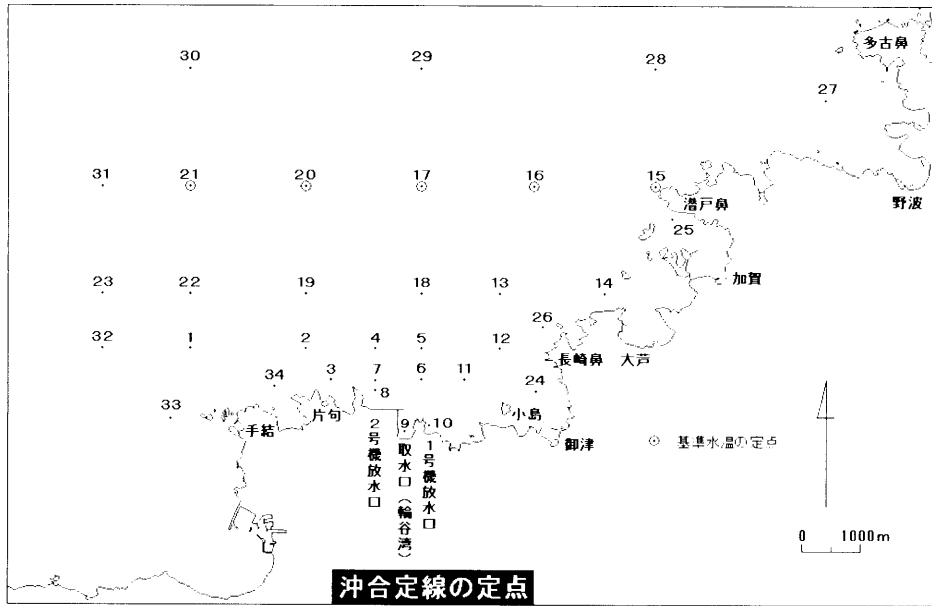 多古鼻
30 29 28
27
31 21 20 17 16 15
潜戸鼻
野波
25
加賀
23 22 19 18 13 14
26
32 1 2 4 5 12
長崎鼻 大芦
34 3 7 6 11 24
8
33
手結
片句
9
10
小島
御津
2号機放水口
取水口(輪谷湾)
1号機放水口
基準水温の定点
0 1000m
沖合定線の定点